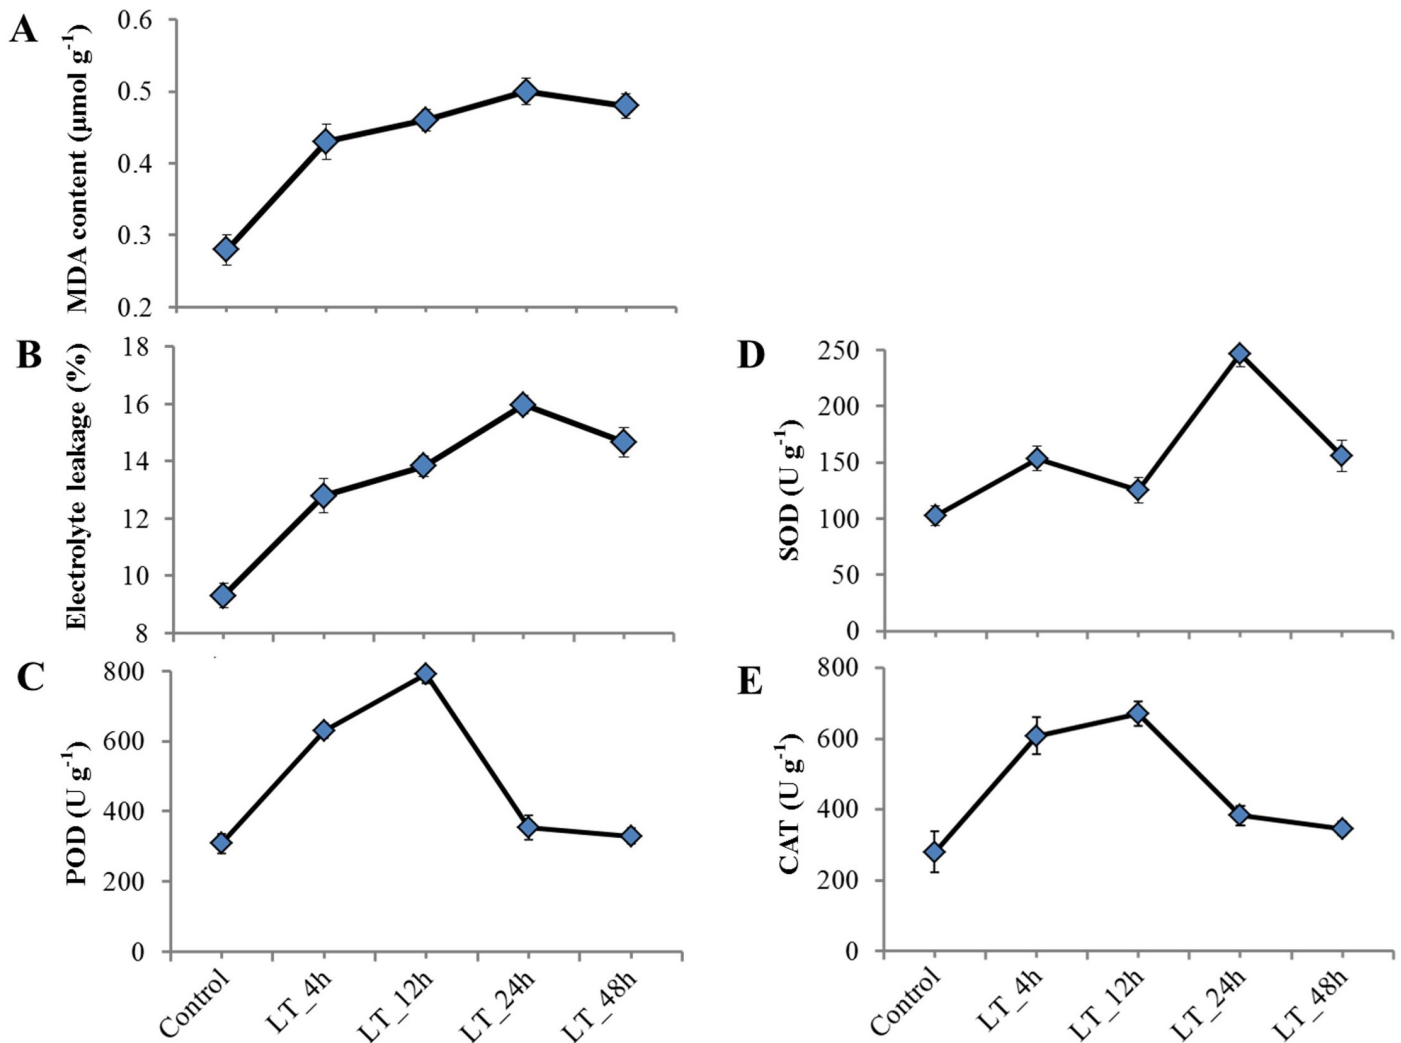 A
MDA content (μmol g-1)
0.6
0.5
0.4
0.3
0.2
B
Electrolyte leakage (%)
18
16
14
12
10
8
C
POD (U g-1)
800
600
400
200
0
Control
LT_4h
LT_12h
LT_24h
LT_48h
D
SOD (U g-1)
250
200
150
100
50
0
E
CAT (U g-1)
800
600
400
200
0
Control
LT_4h
LT_12h
LT_24h
LT_48h